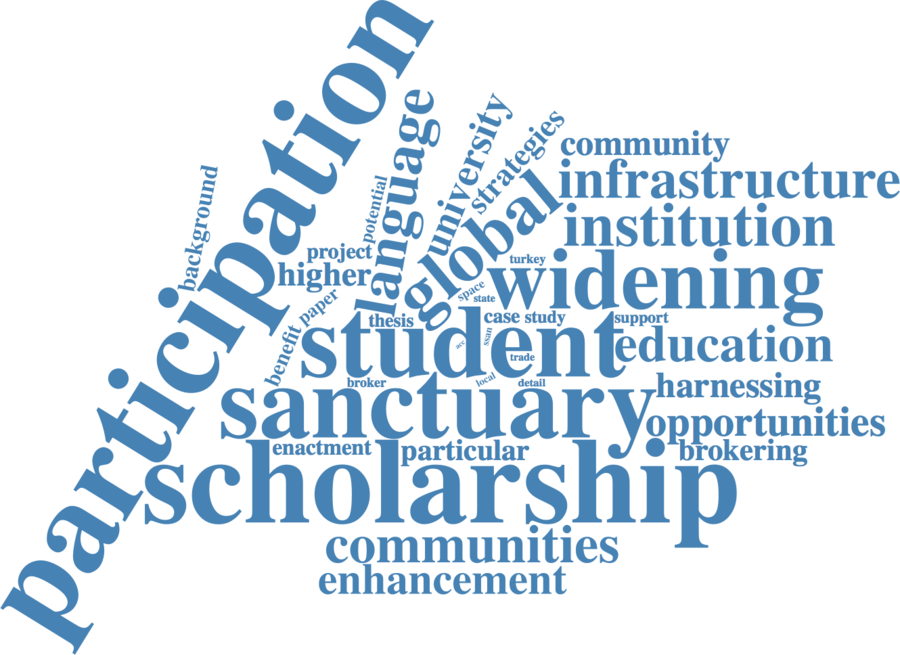 participation
background
potential
language
university
strategies
community
infrastructure
global
institution
project
higher
turkey
widening
space
state
paper
thesis
case study
support
student
education
benefit
acc
ssan
trade
broker
local
detail
harnessing
sanctuary
opportunities
enactment
particular
brokering
scholarship
communities
enhancement